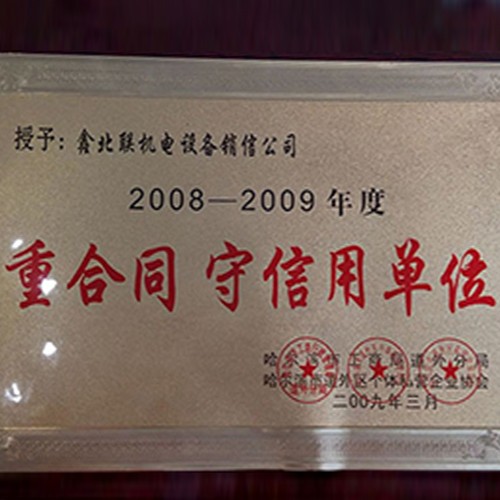 授予：鑫北联机电设备销信公司
2008—2009年度
重合同 守信用单位
哈尔滨市工商局道外分局
哈尔滨市道外区个体私营企业协会
二00九年三月